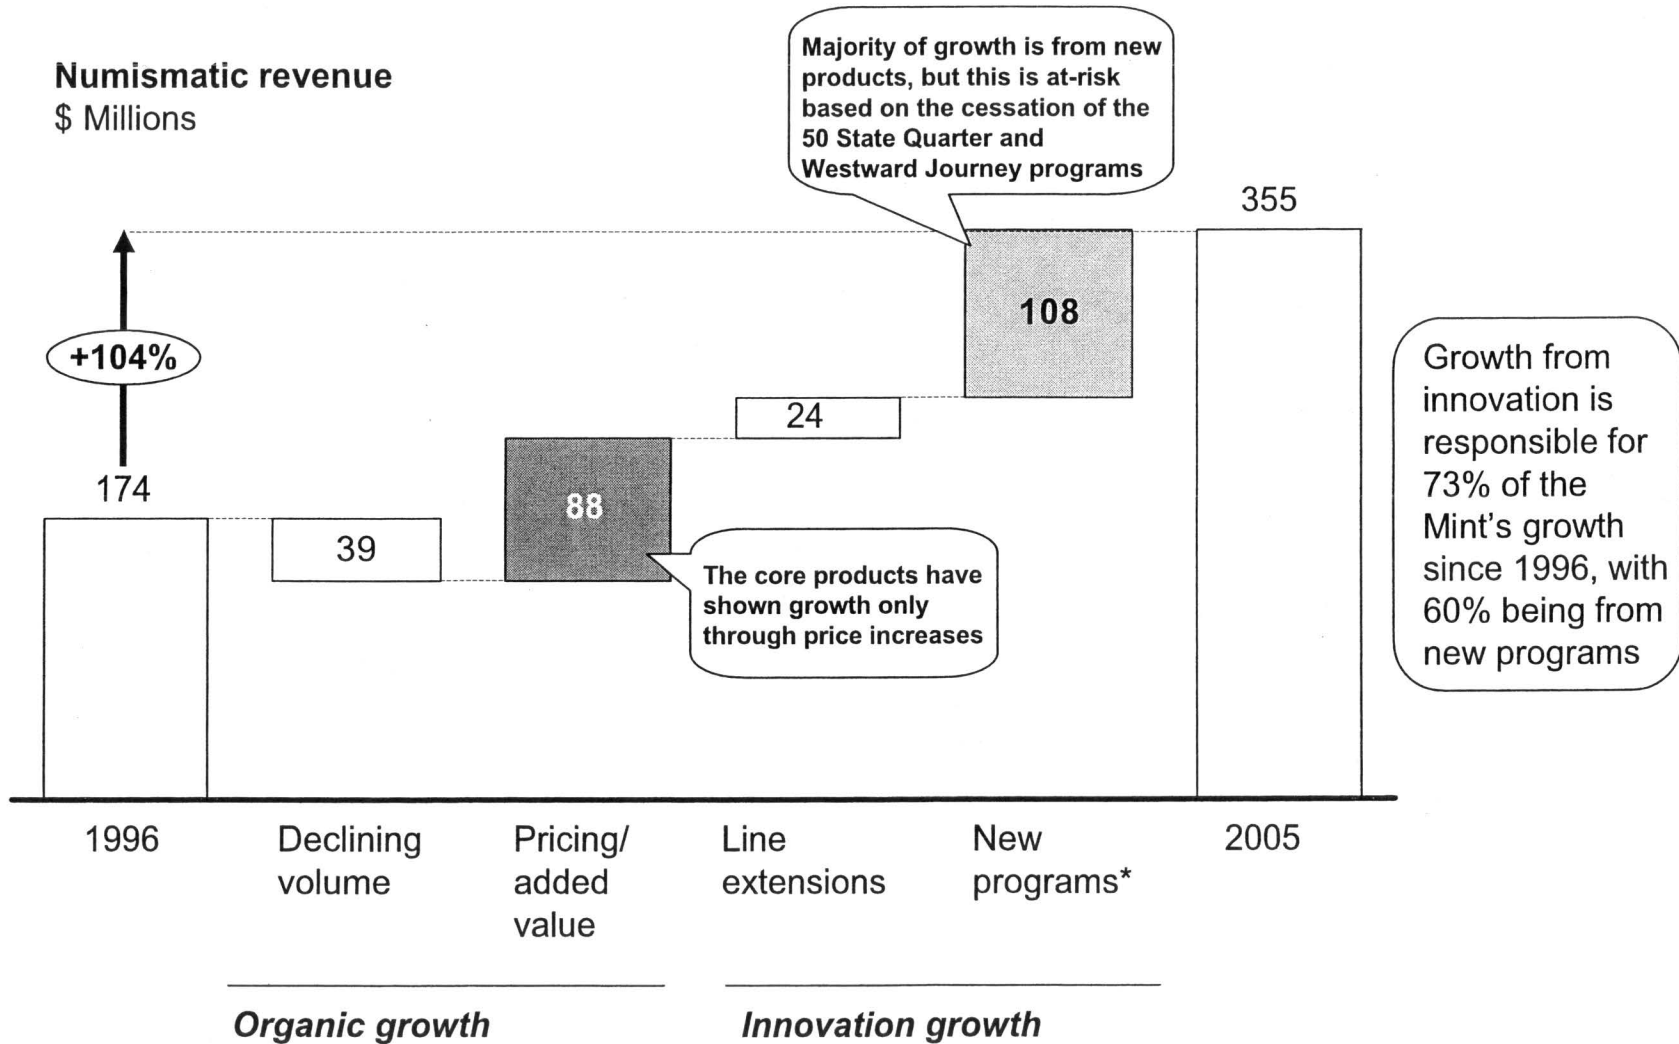 Numismatic revenue
$ Millions
Majority of growth is from new
products, but this is at-risk
based on the cessation of the
50 State Quarter and
Westward Journey programs
355
108
+104%
24
174
88
39
The core products have
shown growth only
through price increases
Growth from
innovation is
responsible for
73% of the
Mint's growth
since 1996, with
60% being from
new programs
1996
Declining
volume
Pricing/
added
value
Line
extensions
New
programs*
2005
Organic growth
Innovation growth